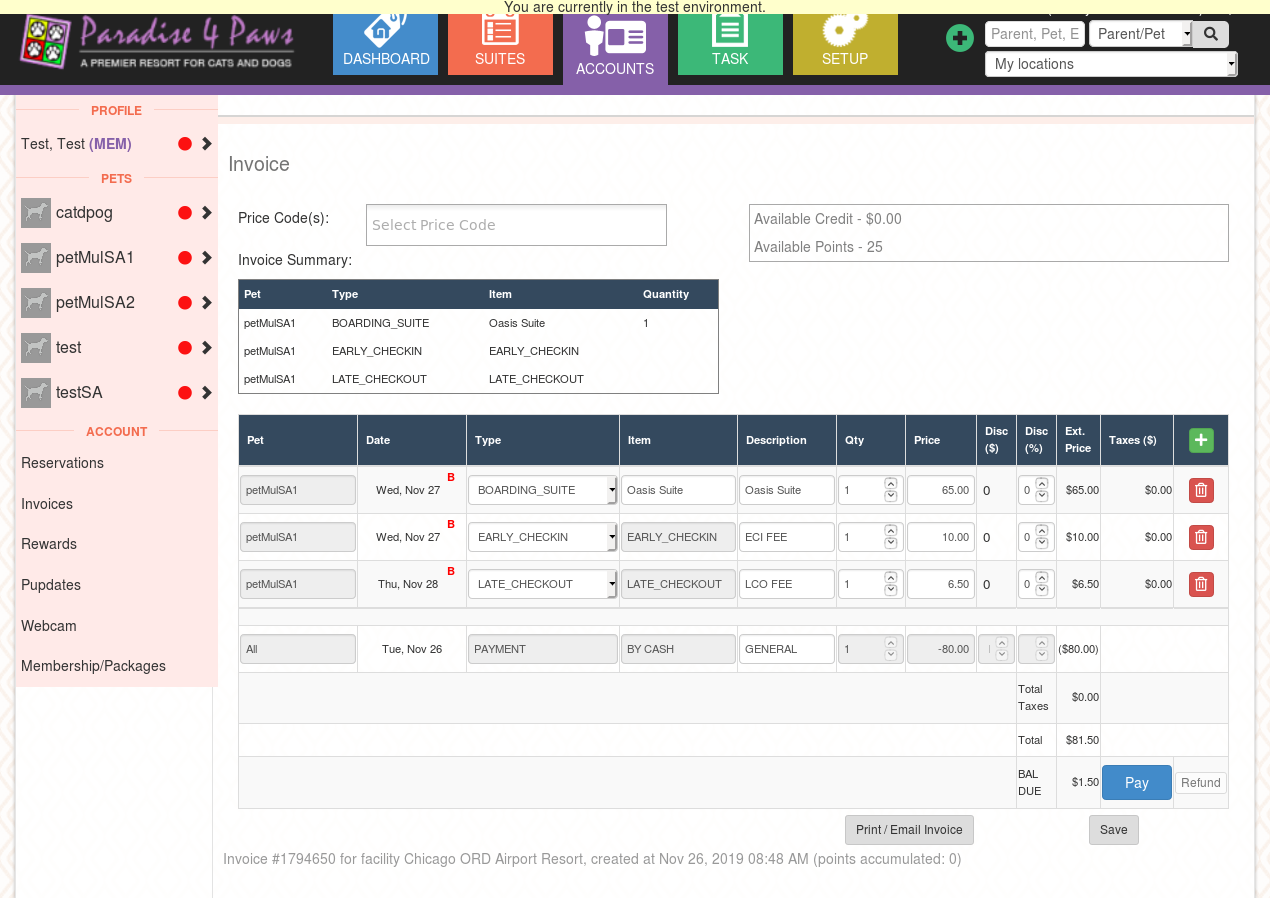 You are currently in the test environment.
Paradise 4 Paws
A PREMIER RESORT FOR CATS AND DOGS
DASHBOARD
SUITES
ACCOUNTS
TASK
SETUP
Parent, Pet, E
Parent/Pet
My locations
PROFILE
Test, Test (MEM)
PETS
catdpog
petMulSA1
petMulSA2
test
testSA
ACCOUNT
Reservations
Invoices
Rewards
Pupdates
Webcam
Membership/Packages
Invoice
Price Code(s):
Select Price Code
Available Credit - $0.00
Available Points - 25
Invoice Summary:
Pet Type Item Quantity
petMulSA1 BOARDING_SUITE Oasis Suite 1
petMulSA1 EARLY_CHECKIN EARLY_CHECKIN
petMulSA1 LATE_CHECKOUT LATE_CHECKOUT
Pet Date Type Item Description Qty Price Disc ($) Disc (%) Ext. Price Taxes ($)
petMulSA1 Wed, Nov 27 B BOARDING_SUITE Oasis Suite Oasis Suite 1 65.00 0 0 $65.00 $0.00
petMulSA1 Wed, Nov 27 B EARLY_CHECKIN EARLY_CHECKIN ECI FEE 1 10.00 0 0 $10.00 $0.00
petMulSA1 Thu, Nov 28 B LATE_CHECKOUT LATE_CHECKOUT LCO FEE 1 6.50 0 0 $6.50 $0.00
All Tue, Nov 26 PAYMENT BY CASH GENERAL 1 -80.00 ($80.00)
Total Taxes $0.00
Total $81.50
BAL DUE $1.50 Pay Refund
Print / Email Invoice Save
Invoice #1794650 for facility Chicago ORD Airport Resort, created at Nov 26, 2019 08:48 AM (points accumulated: 0)